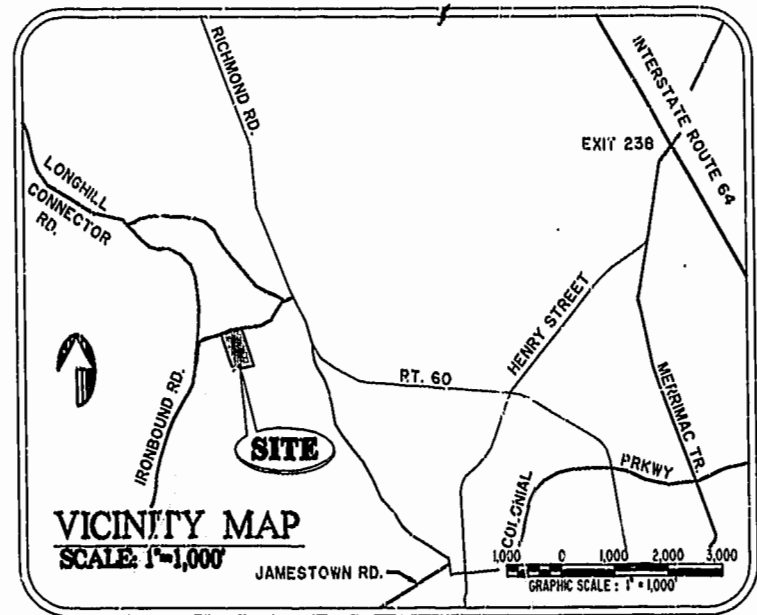 RICHMOND RD.
INTERSTATE ROUTE 64
EXIT 238
LONGHILL
CONNECTOR
RD.
HENRY STREET
RT. 60
MERRIMAC TR.
IRONBOUND RD.
SITE
COLONIAL
PRKWY
VICINITY MAP
SCALE: 1"=1,000'
JAMESTOWN RD.
1,000 0 1,000 2,000 3,000
GRAPHIC SCALE : 1" = 1,000'